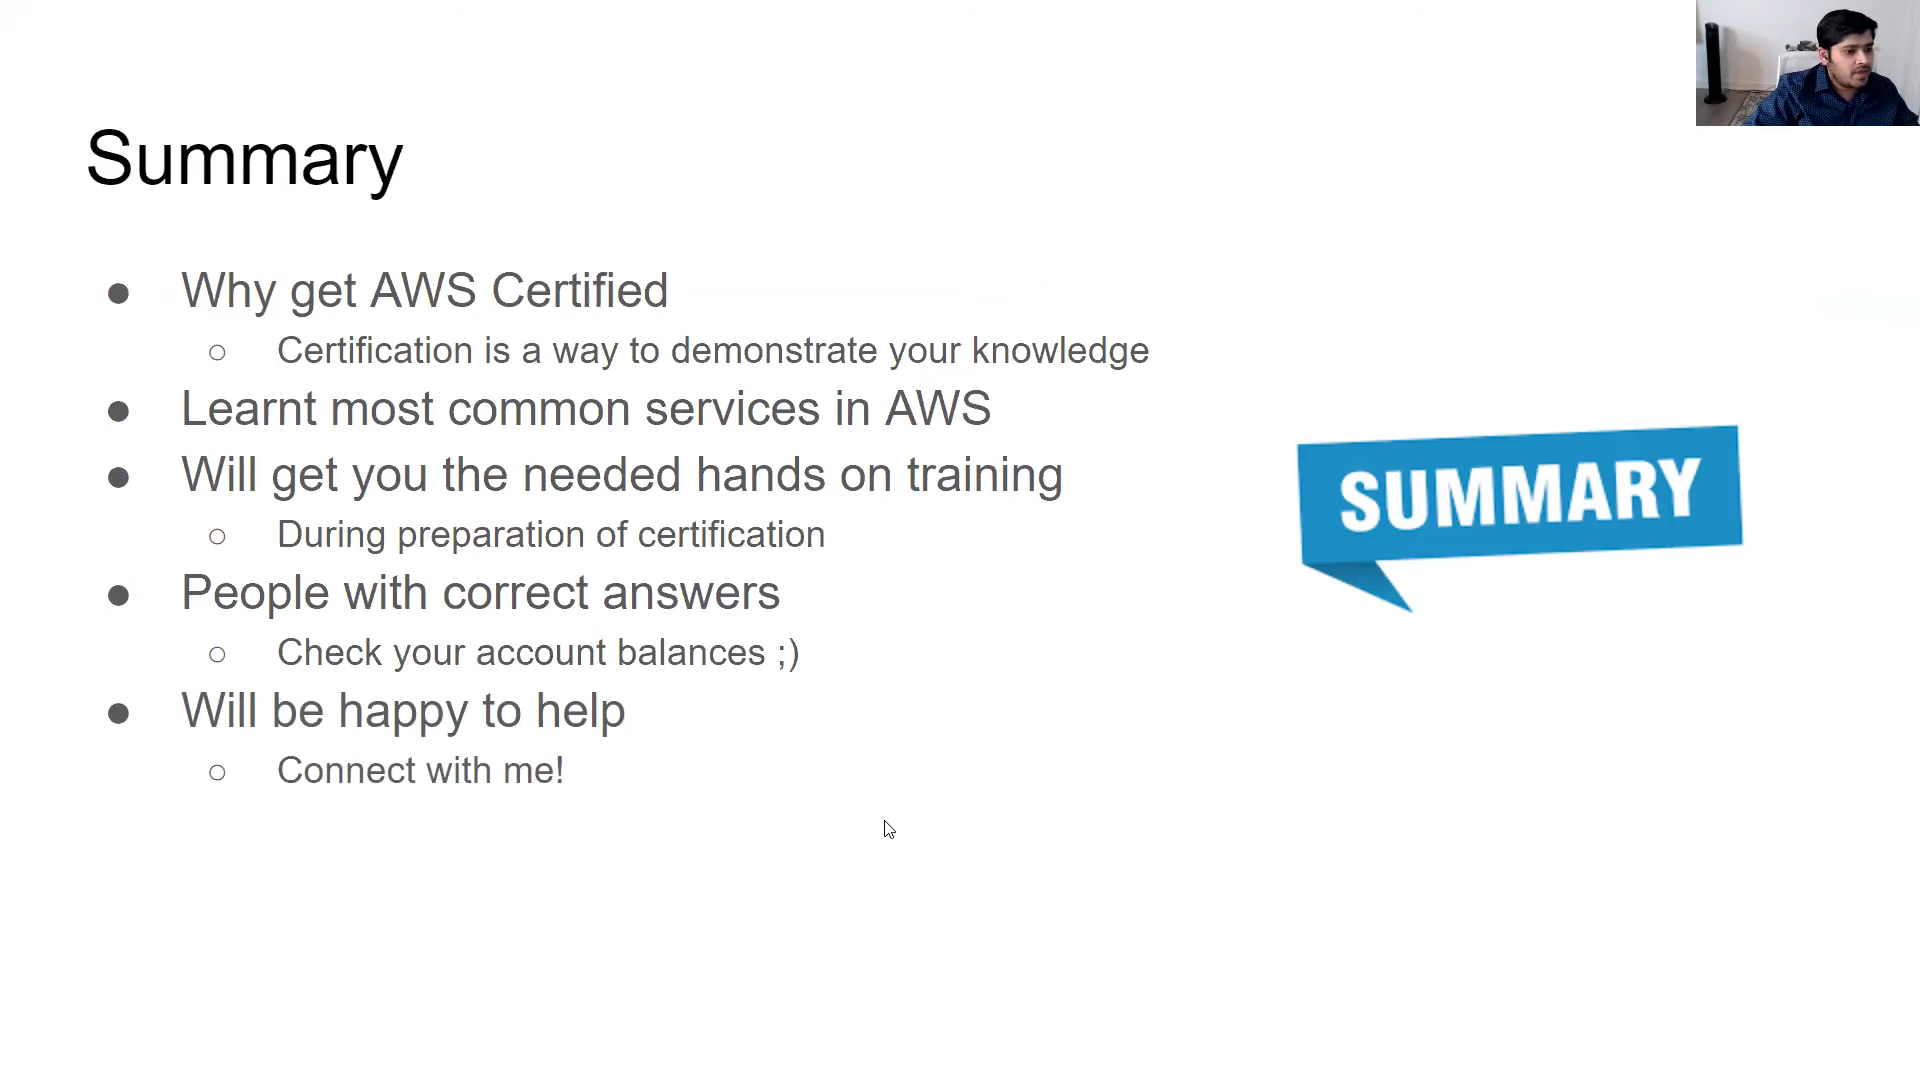 Summary
● Why get AWS Certified
○ Certification is a way to demonstrate your knowledge
● Learnt most common services in AWS
● Will get you the needed hands on training
○ During preparation of certification
● People with correct answers
○ Check your account balances ;)
● Will be happy to help
○ Connect with me!
SUMMARY